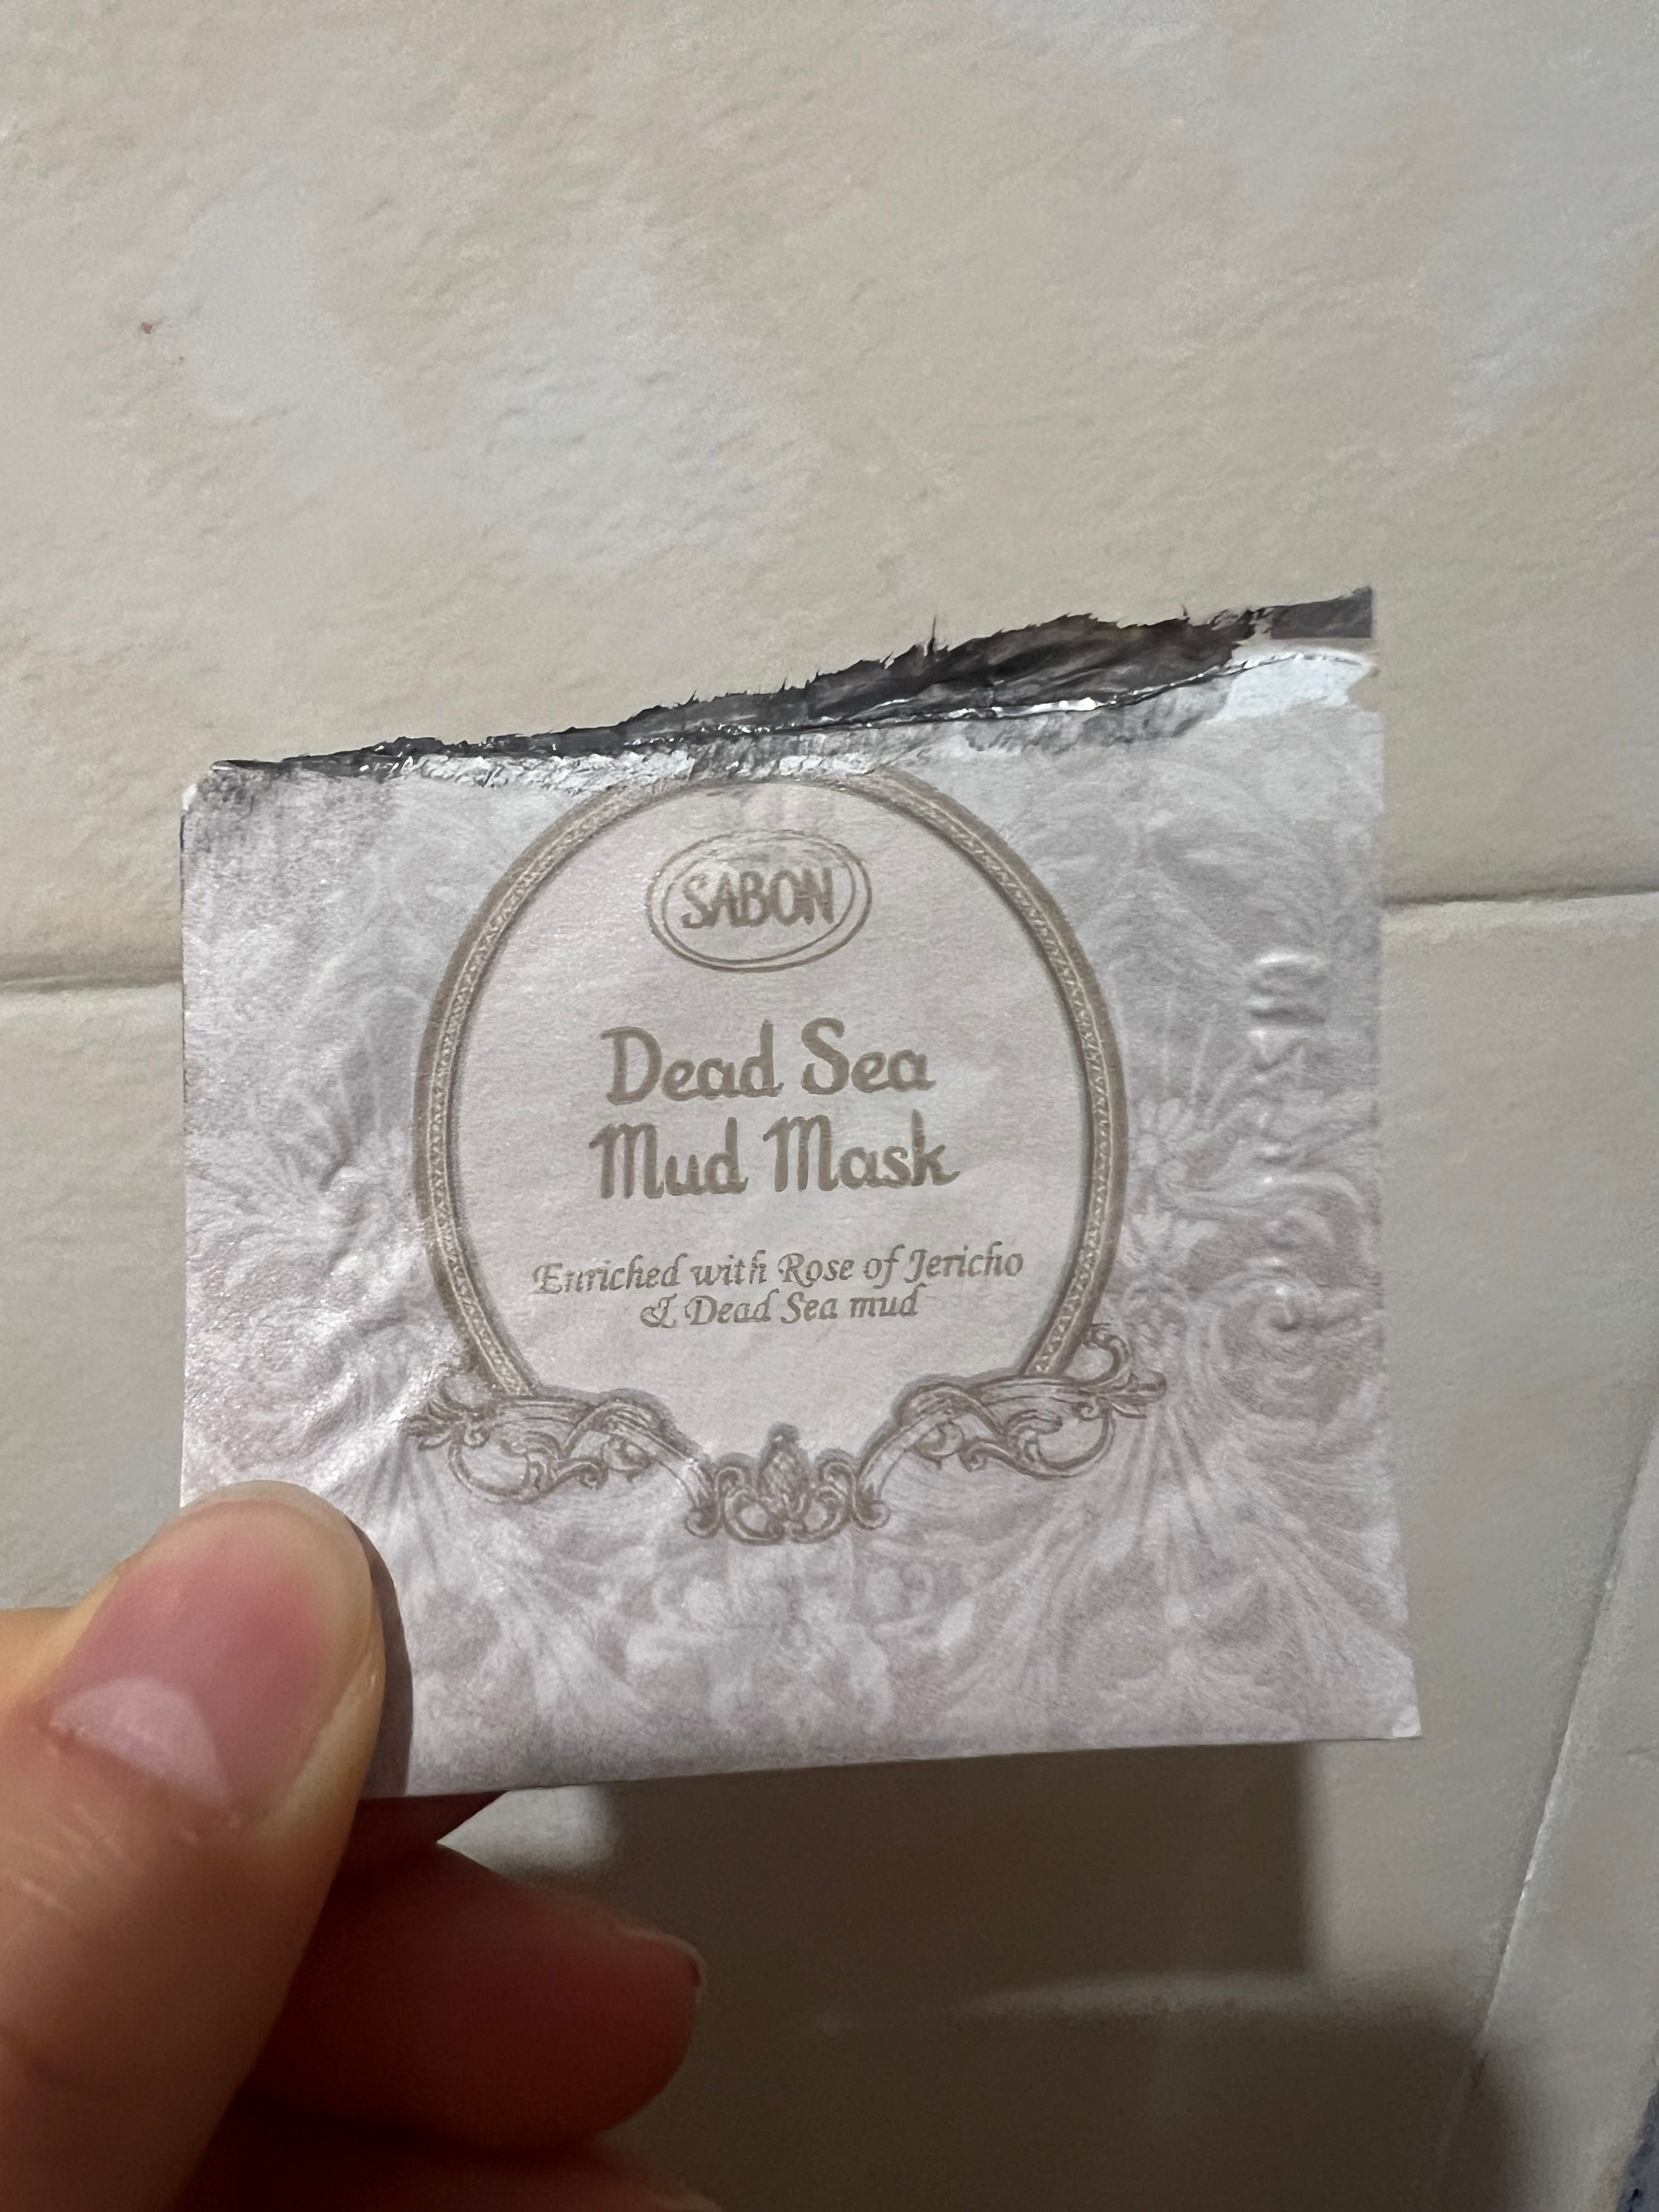 SABON
Dead Sea
Mud Mask
Enriched with Rose of Jericho
& Dead Sea mud